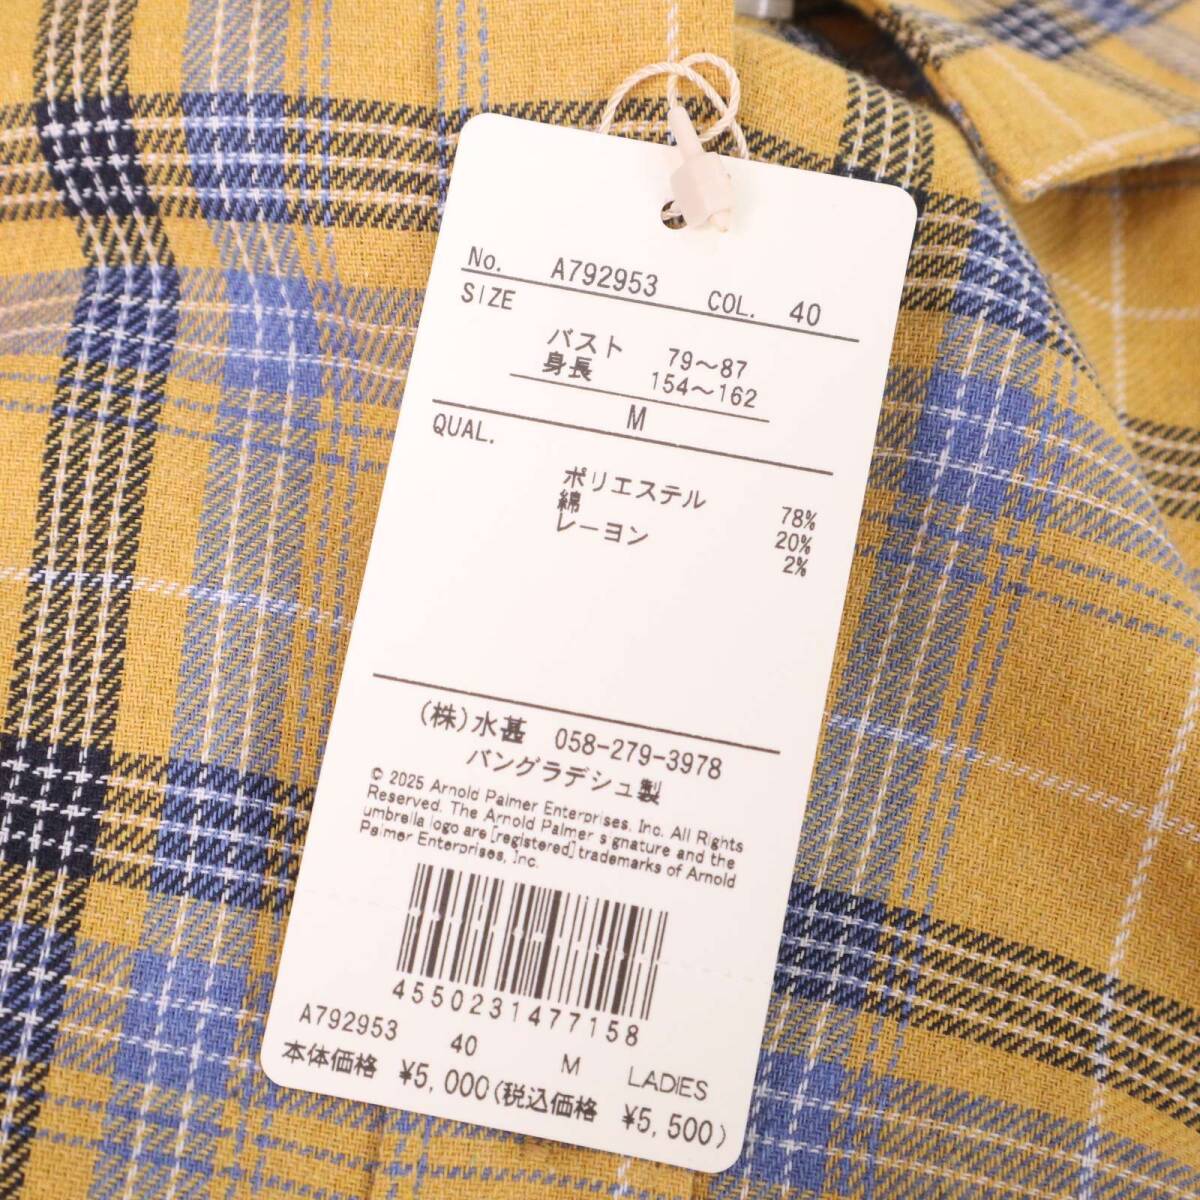 No. A792953 COL. 40
SIZE
バスト 79～87
身長 154～162
M
QUAL.
ポリエステル 78%
綿 20%
レーヨン 2%
(株)水甚 058-279-3978
バングラデシュ製
© 2025 Arnold Palmer Enterprises, Inc. All Rights
Reserved. The Arnold Palmer signature and the
umbrella logo are [registered] trademarks of Arnold
Palmer Enterprises, Inc.
4550231477158
A792953 40 M LADIES
本体価格 ¥5,000(税込価格 ¥5,500)